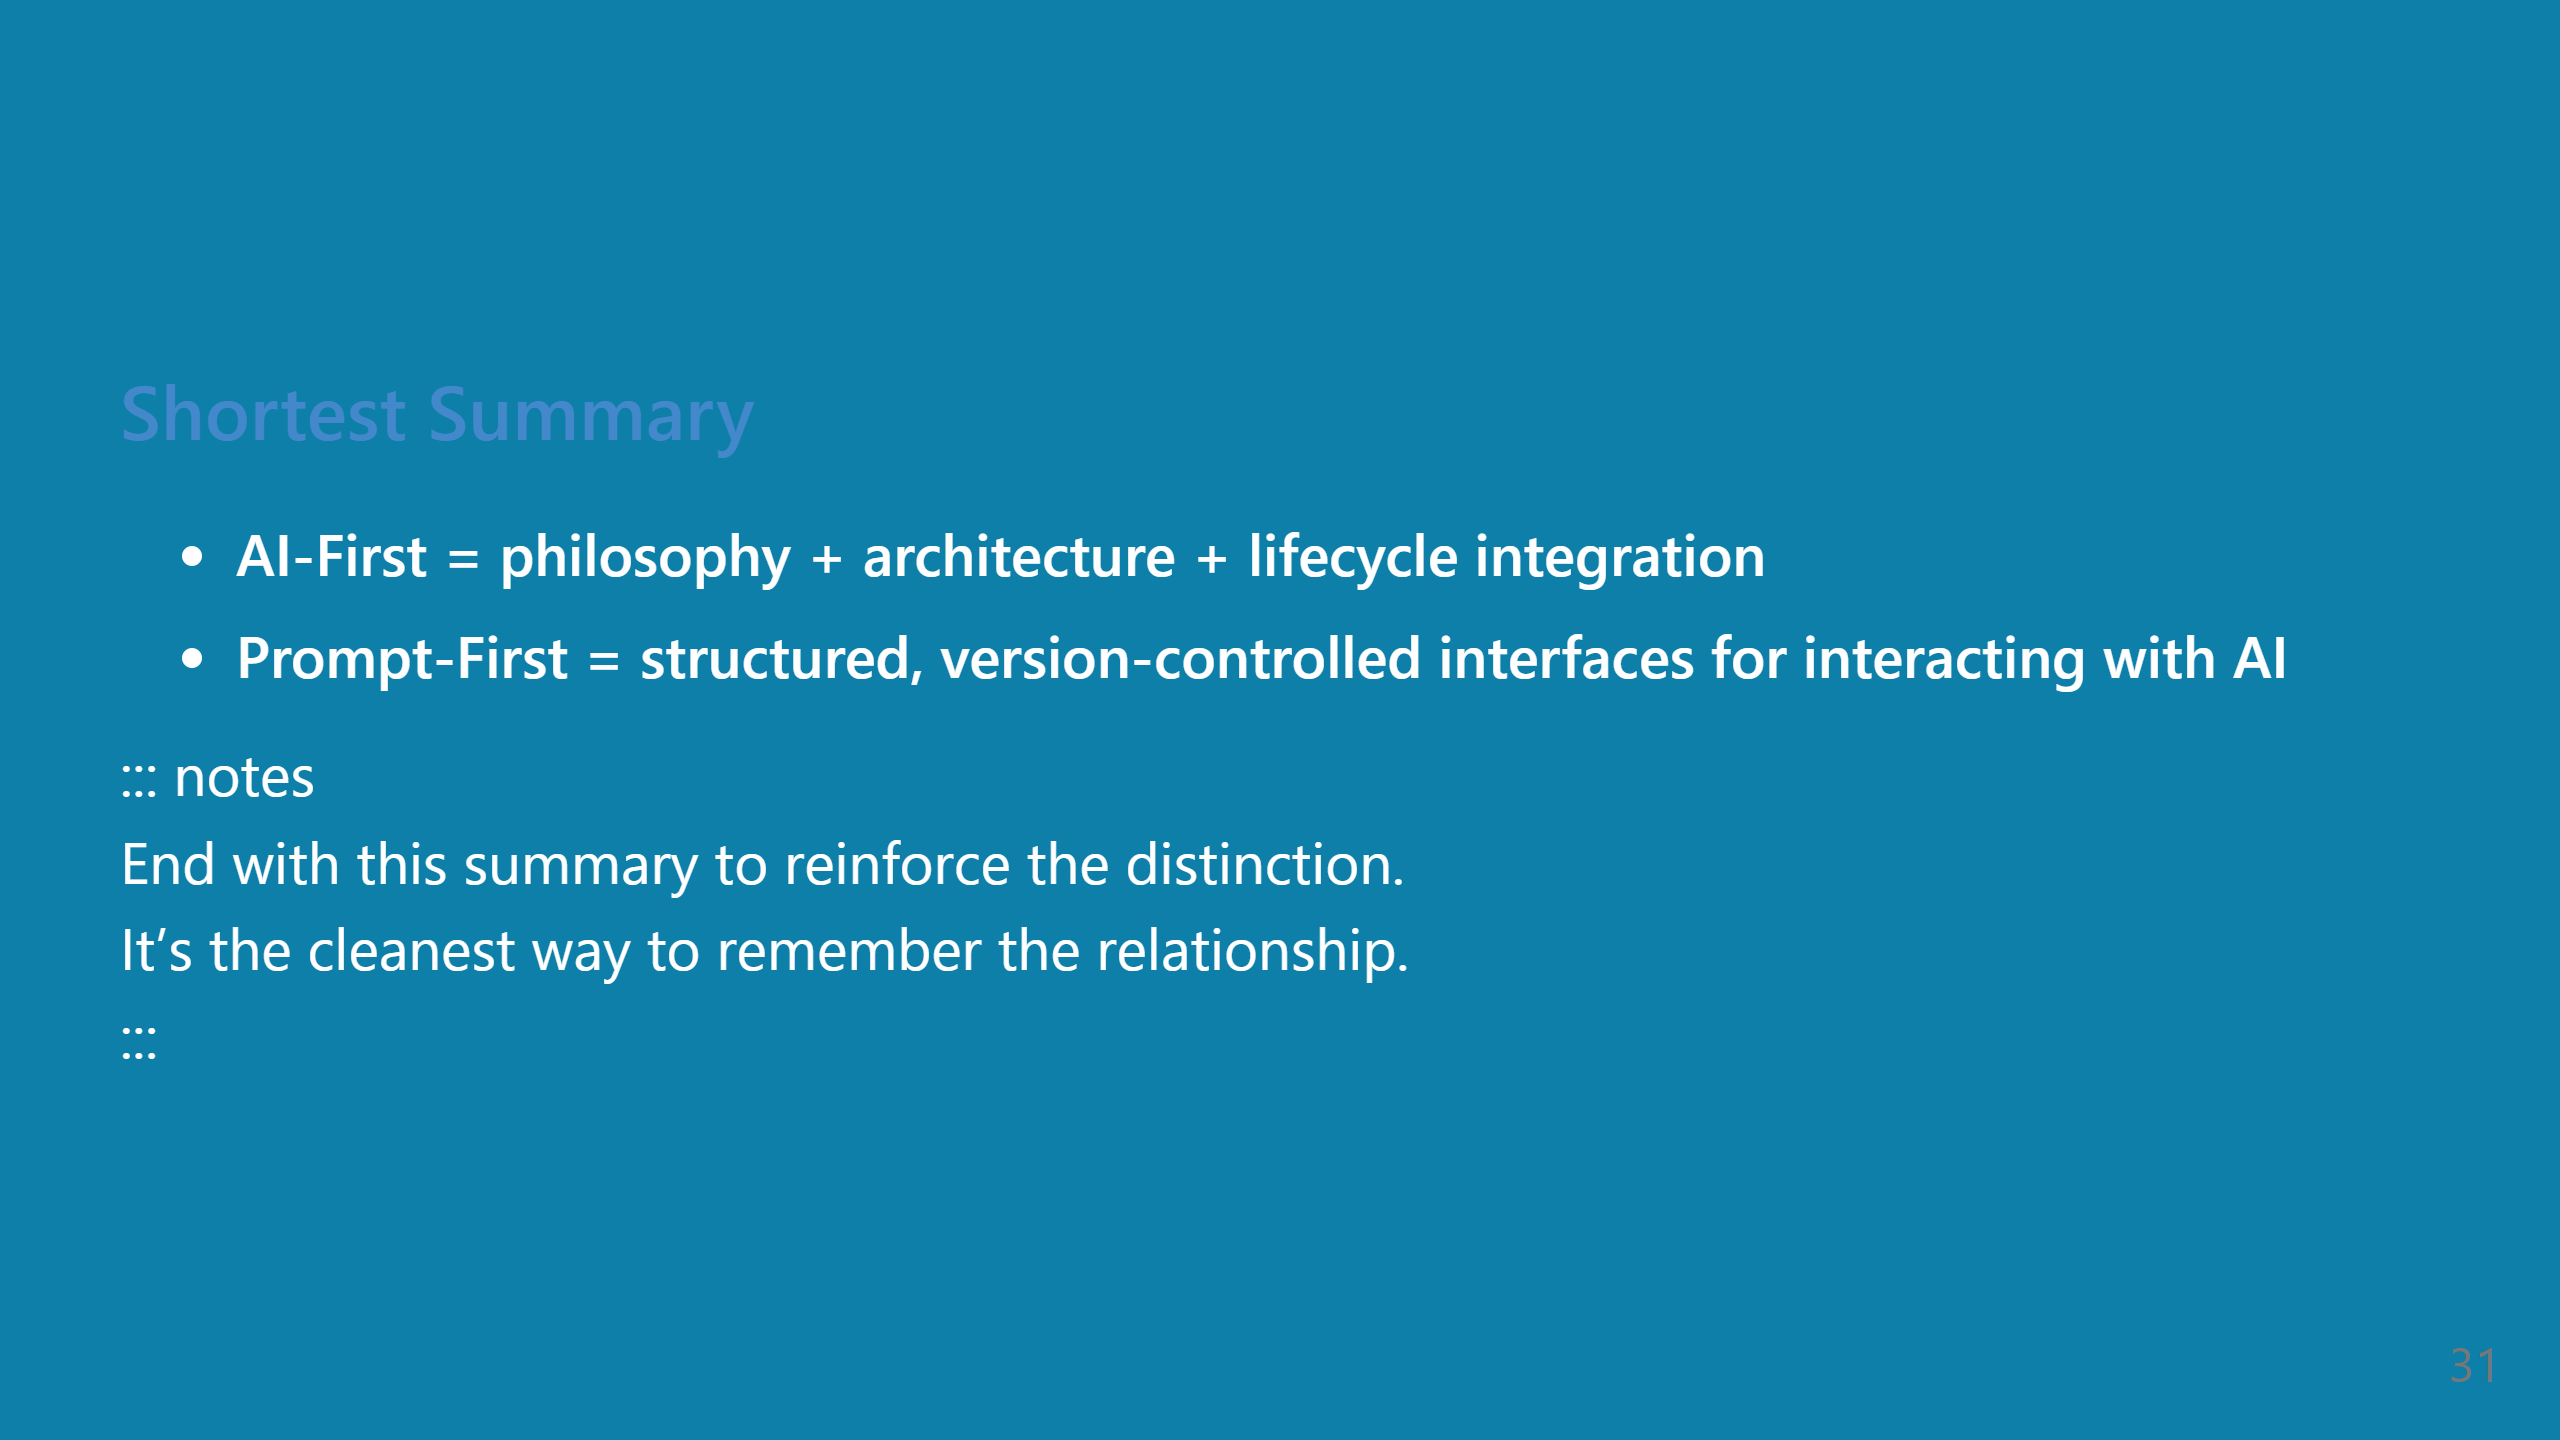 Shortest Summary
• AI-First = philosophy + architecture + lifecycle integration
• Prompt-First = structured, version-controlled interfaces for interacting with AI
::: notes
End with this summary to reinforce the distinction.
It’s the cleanest way to remember the relationship.
:::
31